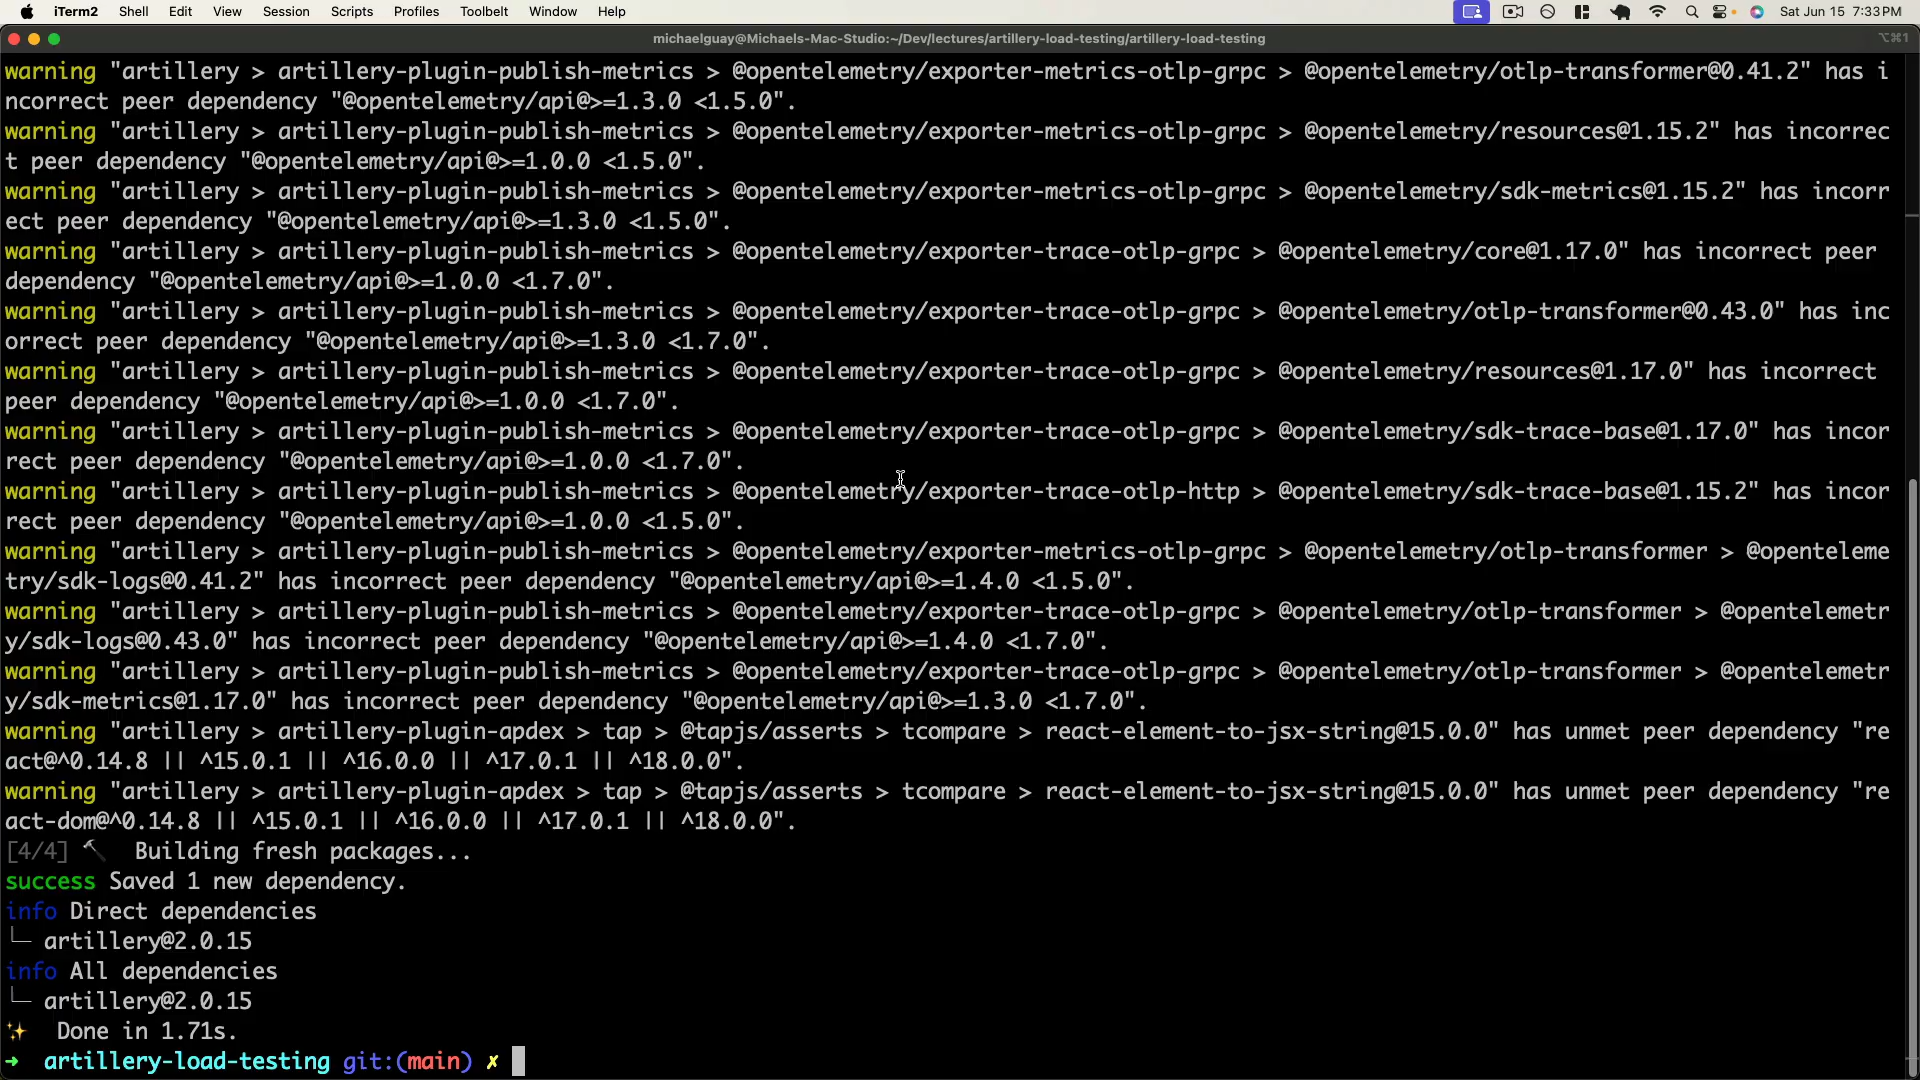 iTerm2 Shell Edit View Session Scripts Profiles Toolbelt Window Help Sat Jun 15 7:33 PM
michaelguay@Michaels-Mac-Studio:~/Dev/lectures/artillery-load-testing/artillery-load-testing ⌥⌘1
warning "artillery > artillery-plugin-publish-metrics > @opentelemetry/exporter-metrics-otlp-grpc > @opentelemetry/otlp-transformer@0.41.2" has i
ncorrect peer dependency "@opentelemetry/api@>=1.3.0 <1.5.0".
warning "artillery > artillery-plugin-publish-metrics > @opentelemetry/exporter-metrics-otlp-grpc > @opentelemetry/resources@1.15.2" has incorrec
t peer dependency "@opentelemetry/api@>=1.0.0 <1.5.0".
warning "artillery > artillery-plugin-publish-metrics > @opentelemetry/exporter-metrics-otlp-grpc > @opentelemetry/sdk-metrics@1.15.2" has incorr
ect peer dependency "@opentelemetry/api@>=1.3.0 <1.5.0".
warning "artillery > artillery-plugin-publish-metrics > @opentelemetry/exporter-trace-otlp-grpc > @opentelemetry/core@1.17.0" has incorrect peer
dependency "@opentelemetry/api@>=1.0.0 <1.7.0".
warning "artillery > artillery-plugin-publish-metrics > @opentelemetry/exporter-trace-otlp-grpc > @opentelemetry/otlp-transformer@0.43.0" has inc
orrect peer dependency "@opentelemetry/api@>=1.3.0 <1.7.0".
warning "artillery > artillery-plugin-publish-metrics > @opentelemetry/exporter-trace-otlp-grpc > @opentelemetry/resources@1.17.0" has incorrect
peer dependency "@opentelemetry/api@>=1.0.0 <1.7.0".
warning "artillery > artillery-plugin-publish-metrics > @opentelemetry/exporter-trace-otlp-grpc > @opentelemetry/sdk-trace-base@1.17.0" has incor
rect peer dependency "@opentelemetry/api@>=1.0.0 <1.7.0".
warning "artillery > artillery-plugin-publish-metrics > @opentelemetry/exporter-trace-otlp-http > @opentelemetry/sdk-trace-base@1.15.2" has incor
rect peer dependency "@opentelemetry/api@>=1.0.0 <1.5.0".
warning "artillery > artillery-plugin-publish-metrics > @opentelemetry/exporter-metrics-otlp-grpc > @opentelemetry/otlp-transformer > @openteleme
try/sdk-logs@0.41.2" has incorrect peer dependency "@opentelemetry/api@>=1.4.0 <1.5.0".
warning "artillery > artillery-plugin-publish-metrics > @opentelemetry/exporter-trace-otlp-grpc > @opentelemetry/otlp-transformer > @opentelemetr
y/sdk-logs@0.43.0" has incorrect peer dependency "@opentelemetry/api@>=1.4.0 <1.7.0".
warning "artillery > artillery-plugin-publish-metrics > @opentelemetry/exporter-trace-otlp-grpc > @opentelemetry/otlp-transformer > @opentelemetr
y/sdk-metrics@1.17.0" has incorrect peer dependency "@opentelemetry/api@>=1.3.0 <1.7.0".
warning "artillery > artillery-plugin-apdex > tap > @tapjs/asserts > tcompare > react-element-to-jsx-string@15.0.0" has unmet peer dependency "re
act@^0.14.8 || ^15.0.1 || ^16.0.0 || ^17.0.1 || ^18.0.0".
warning "artillery > artillery-plugin-apdex > tap > @tapjs/asserts > tcompare > react-element-to-jsx-string@15.0.0" has unmet peer dependency "re
act-dom@^0.14.8 || ^15.0.1 || ^16.0.0 || ^17.0.1 || ^18.0.0".
[4/4] 🔨 Building fresh packages...
success Saved 1 new dependency.
info Direct dependencies
└─ artillery@2.0.15
info All dependencies
└─ artillery@2.0.15
✨ Done in 1.71s.
➜ artillery-load-testing git:(main) ✗